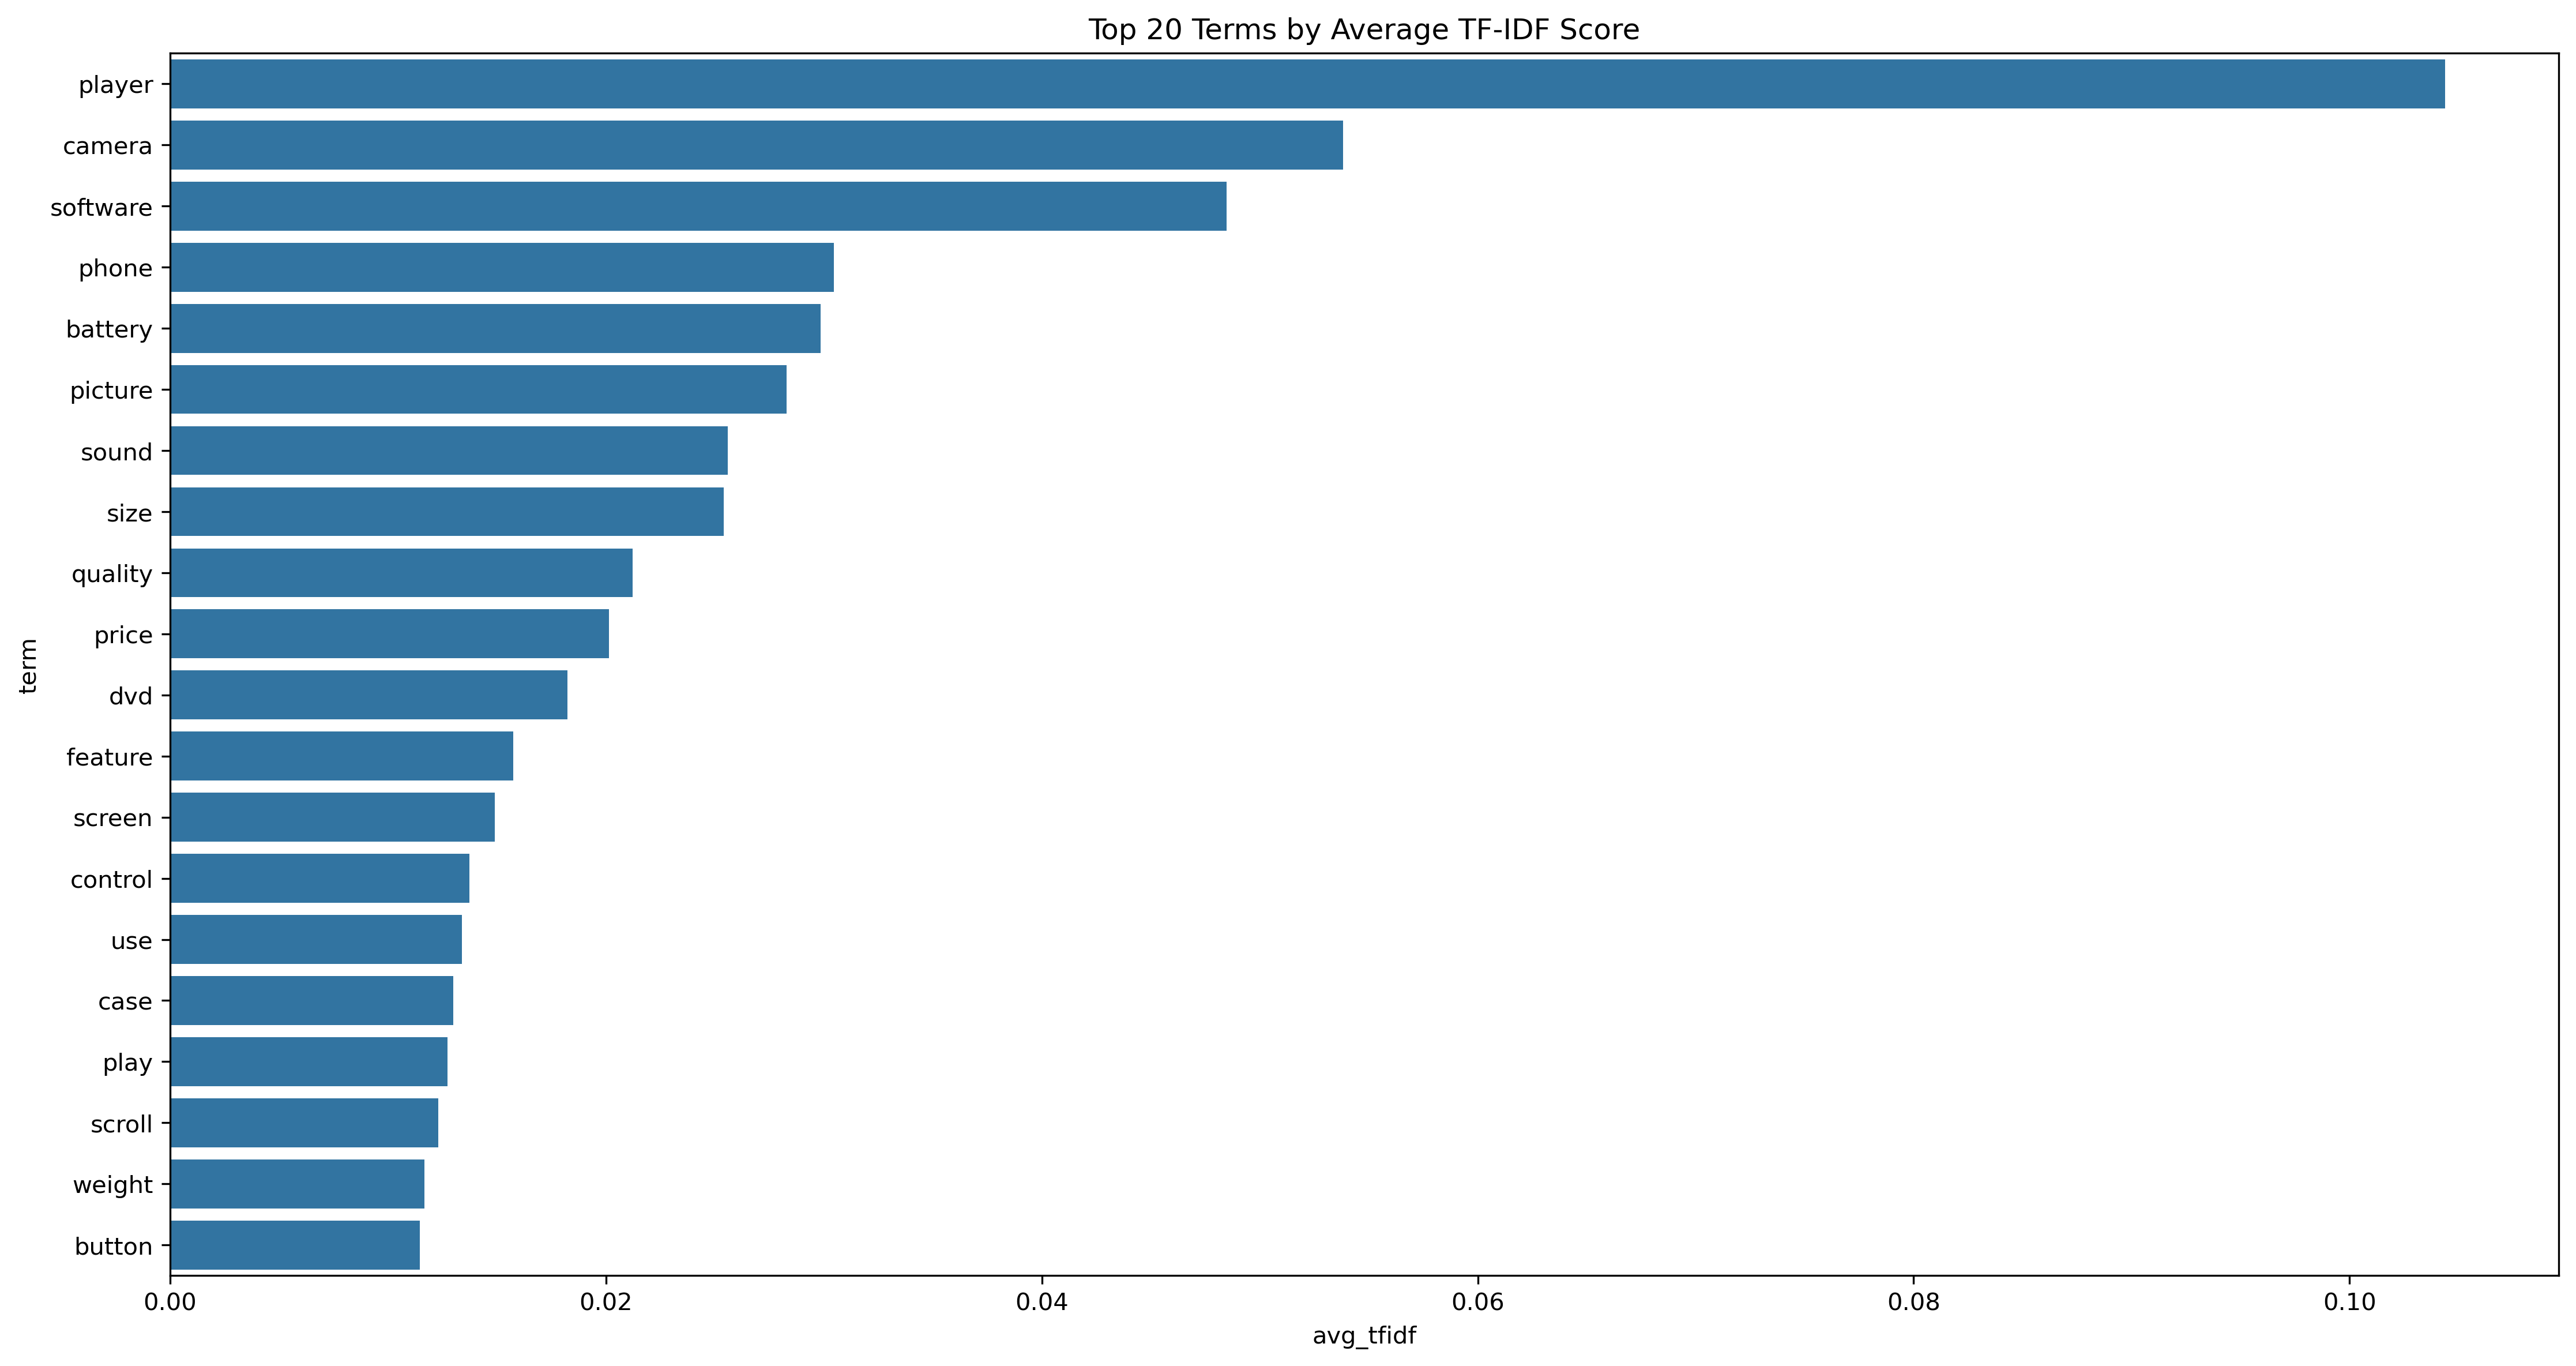 Top 20 Terms by Average TF-IDF Score
player
camera
software
phone
battery
picture
sound
size
quality
price
dvd
feature
screen
control
use
case
play
scroll
weight
button
term
0.00 0.02 0.04 0.06 0.08 0.10
avg_tfidf